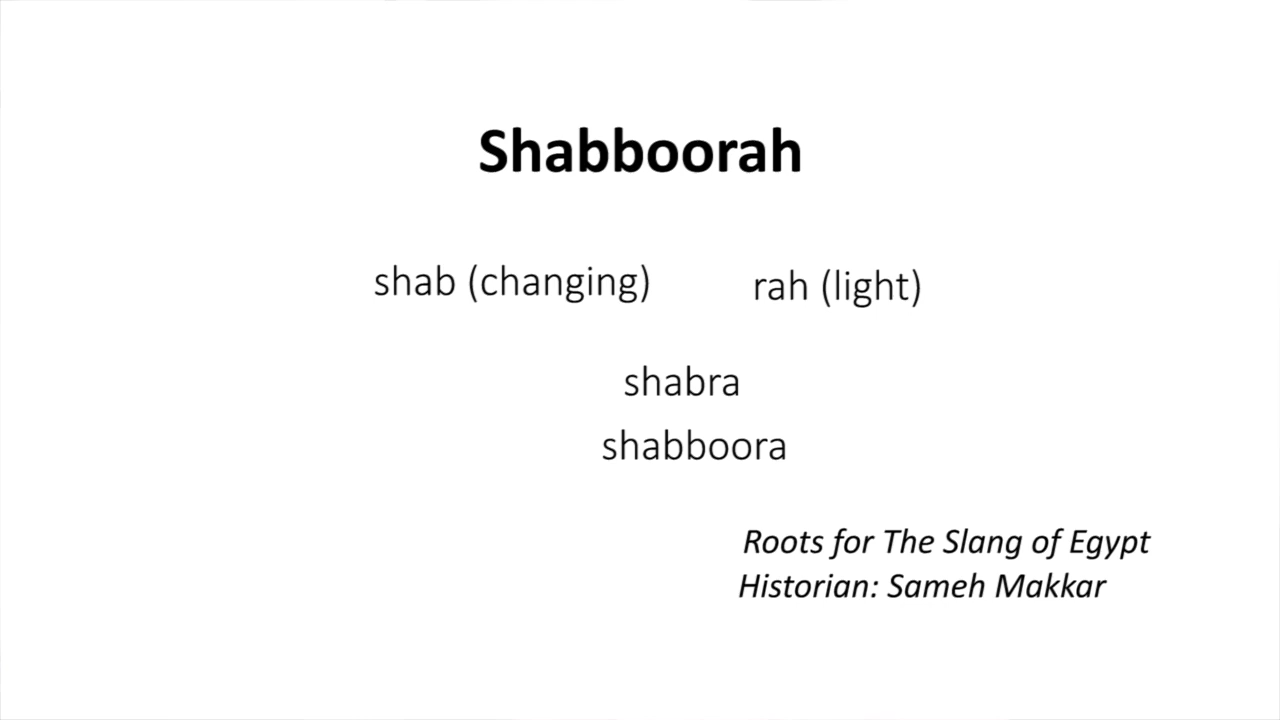 Shabboorah
shab (changing) rah (light)
shabra
shabboora
Roots for The Slang of Egypt
Historian: Sameh Makkar